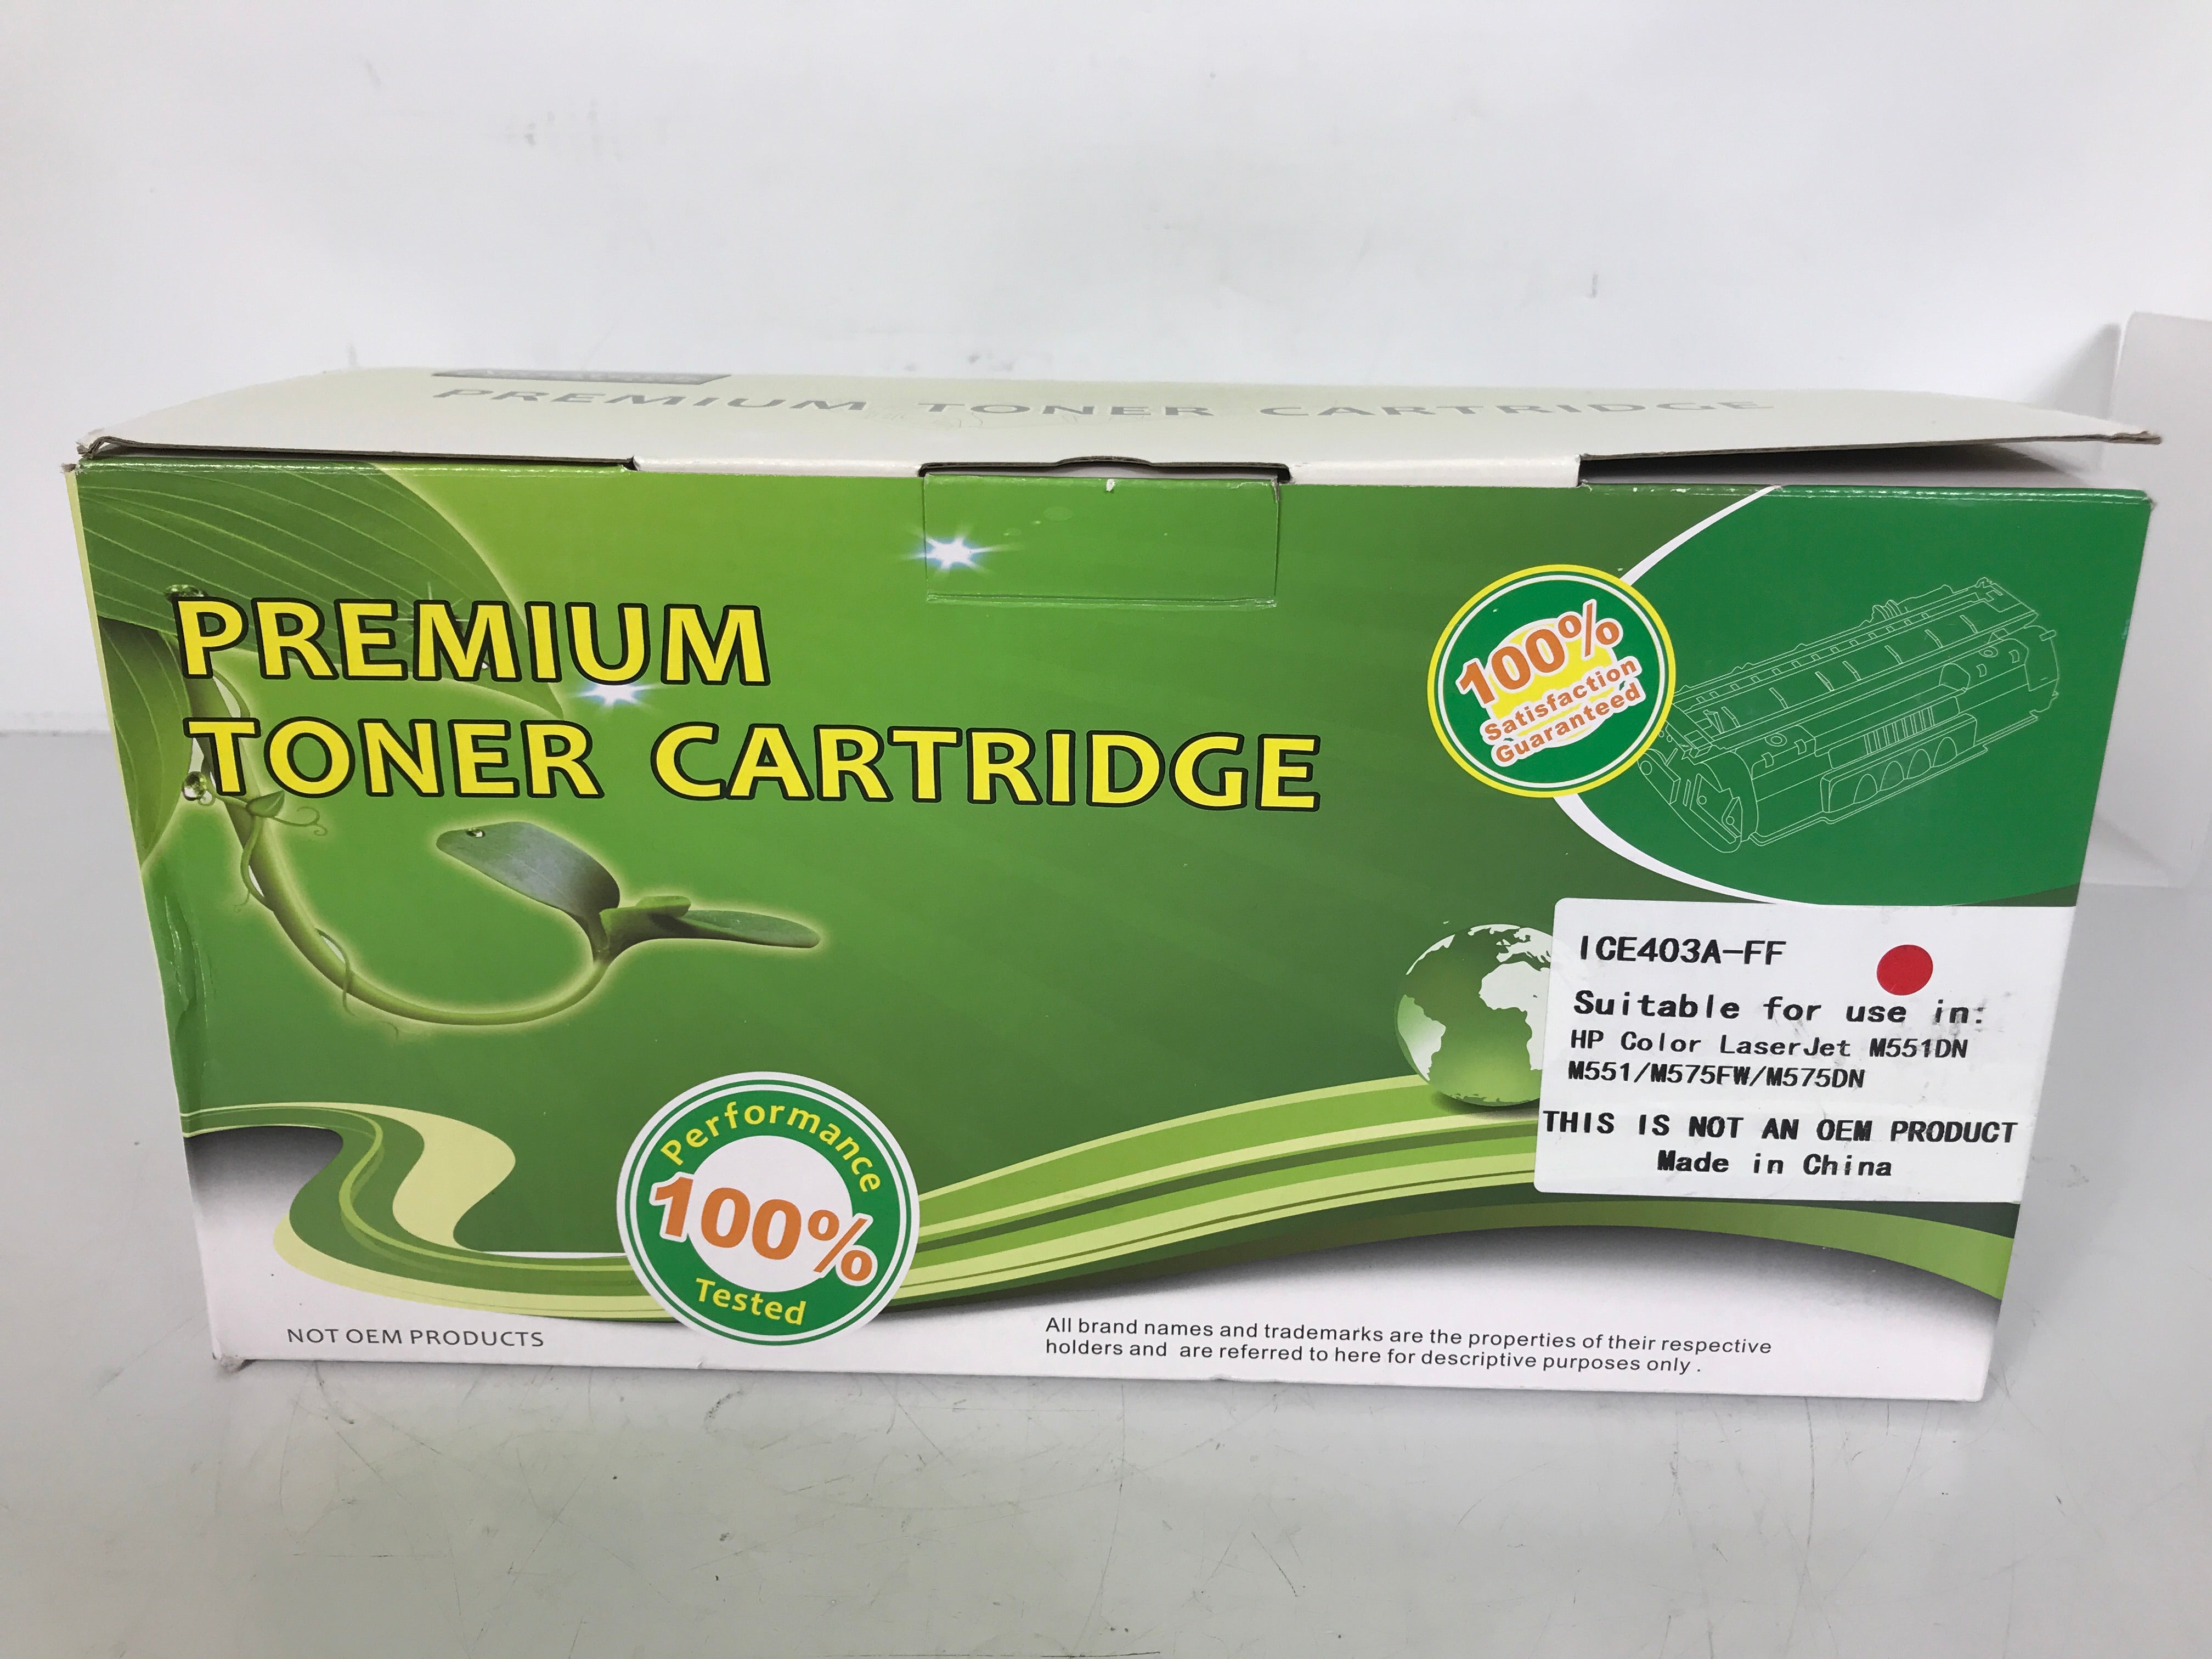 PREMIUM TONER CARTRIDGE
PREMIUM
TONER CARTRIDGE
100%
Satisfaction
Guaranteed
ICE403A-FF
Suitable for use in:
HP Color LaserJet M551DN
M551/M575FW/M575DN
THIS IS NOT AN OEM PRODUCT
Made in China
Performance
100%
Tested
NOT OEM PRODUCTS
All brand names and trademarks are the properties of their respective
holders and are referred to here for descriptive purposes only .